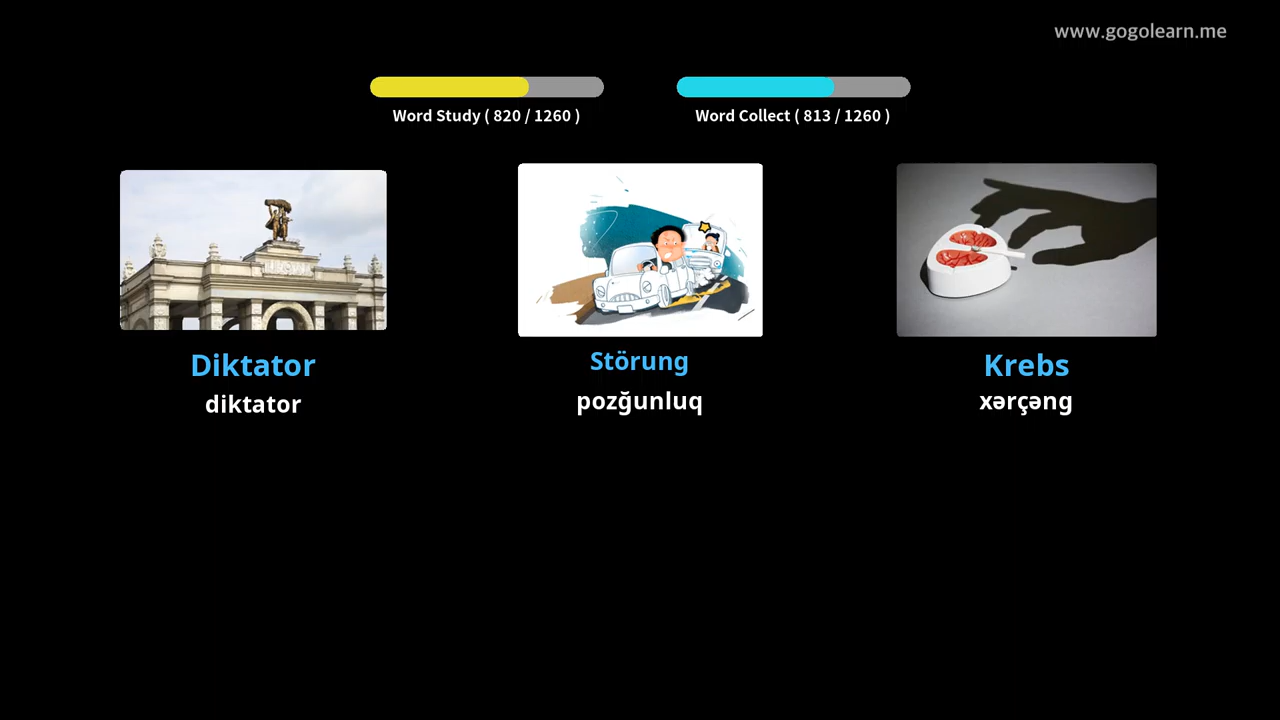 www.gogolearn.me
Word Study ( 820 / 1260 )
Word Collect ( 813 / 1260 )
Diktator
diktator
Störung
pozğunluq
Krebs
xərçəng